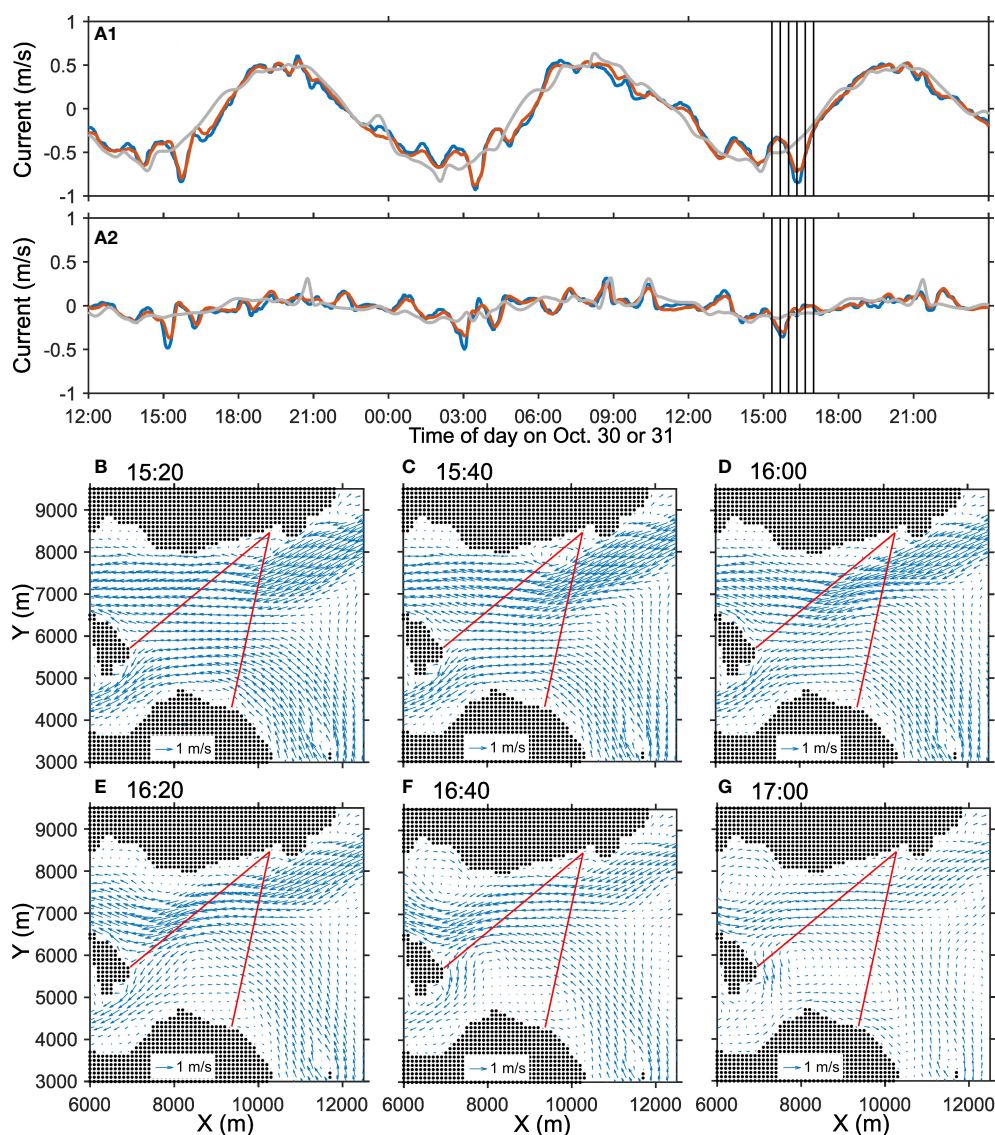 A1
Current (m/s)
1
0.5
0
-0.5
-1
A2
Current (m/s)
1
0.5
0
-0.5
-1
12:00 15:00 18:00 21:00 00:00 03:00 06:00 09:00 12:00 15:00 18:00 21:00
Time of day on Oct. 30 or 31
B 15:20
C 15:40
D 16:00
Y (m)
9000
8000
7000
6000
5000
4000
3000
1 m/s
1 m/s
1 m/s
E 16:20
F 16:40
G 17:00
Y (m)
9000
8000
7000
6000
5000
4000
3000
1 m/s
1 m/s
1 m/s
6000 8000 10000 12000
6000 8000 10000 12000
6000 8000 10000 12000
X (m)
X (m)
X (m)